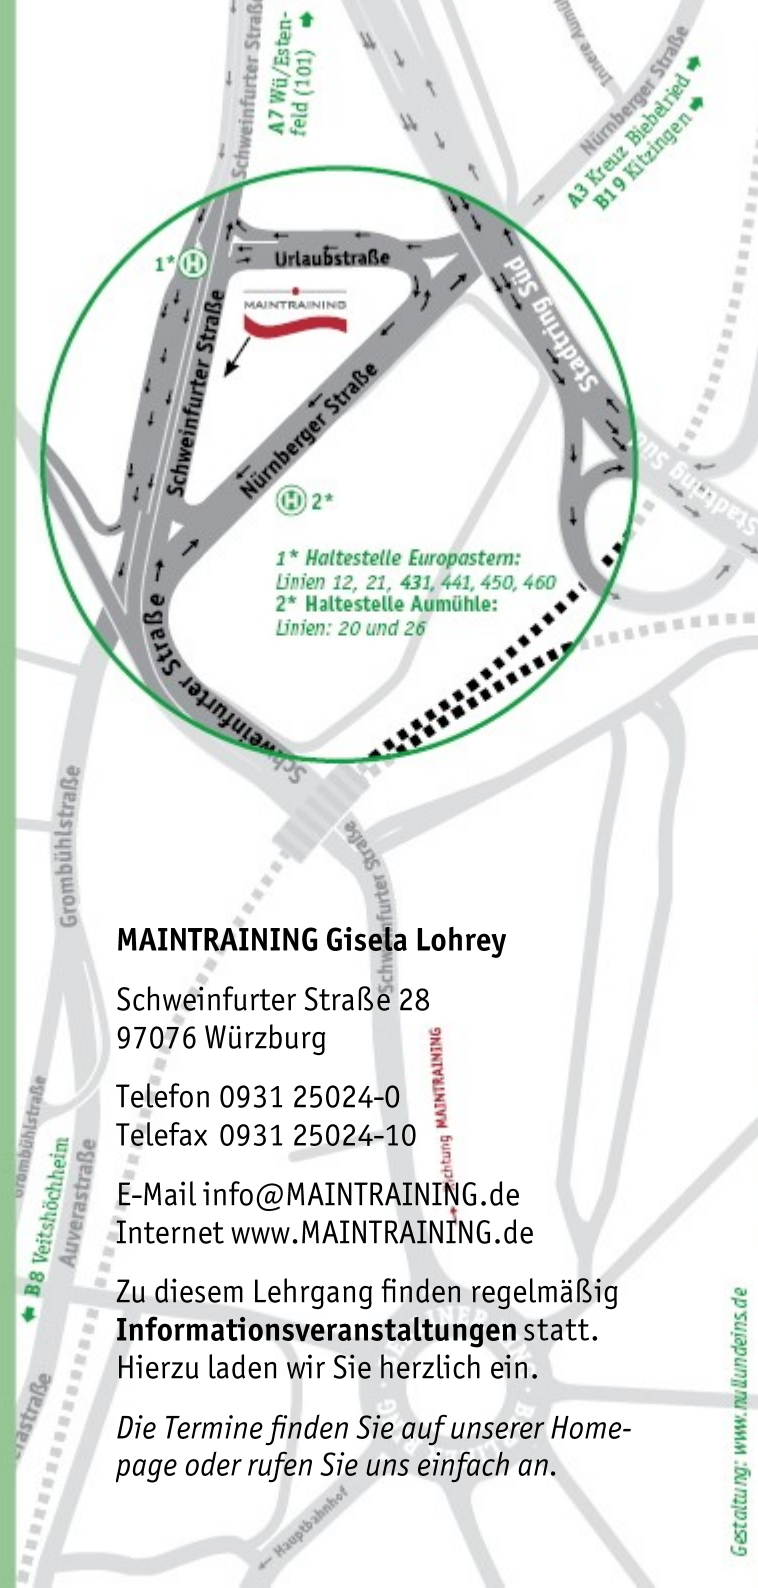 Schweinfurter Straße
A7 Wü/Esten-
feld (101)
Innere Aumü
Nürnberger Straße
A3 Kreuz Biebelried
B19 Kitzingen
1* H
Urlaubstraße
MAINTRAINING
Schweinfurter Straße
Nürnberger Straße
Stadtring Süd
Stadtring Süd
H 2*
1* Haltestelle Europastern:
Linien 12, 21, 431, 441, 450, 460
2* Haltestelle Aumühle:
Linien: 20 und 26
Schweinfurter Straße
Grombühlstraße
Schweinfurter Straße
MAINTRAINING Gisela Lohrey
Schweinfurter Straße 28
97076 Würzburg
Telefon 0931 25024-0
Telefax 0931 25024-10
E-Mail info@MAINTRAINING.de
Internet www.MAINTRAINING.de
Richtung MAINTRAINING
Grombühlstraße
B8 Veitshöchheim
Auverastraße
Zu diesem Lehrgang finden regelmäßig
Informationsveranstaltungen statt.
Hierzu laden wir Sie herzlich ein.
Die Termine finden Sie auf unserer Home-
page oder rufen Sie uns einfach an.
erastraße
Hauptbahnhof
Gestaltung: www.nullundeins.de